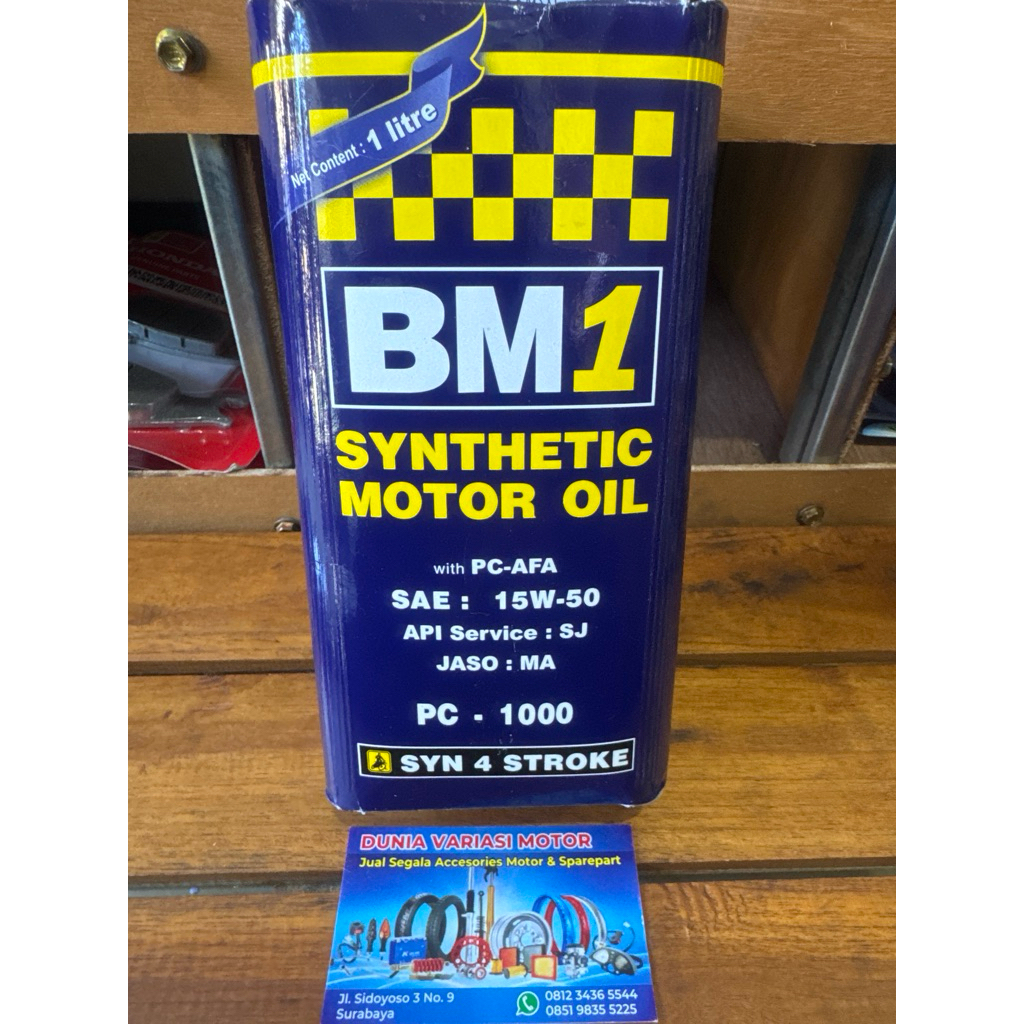 Net Content : 1 litre
BM1
SYNTHETIC
MOTOR OIL
with PC-AFA
SAE : 15W-50
API Service : SJ
JASO : MA
PC - 1000
SYN 4 STROKE
HONDA
DUNIA VARIASI MOTOR
Jual Segala Accesories Motor & Sparepart
Jl. Sidoyoso 3 No. 9
Surabaya
0812 3436 5544
0851 9835 5225